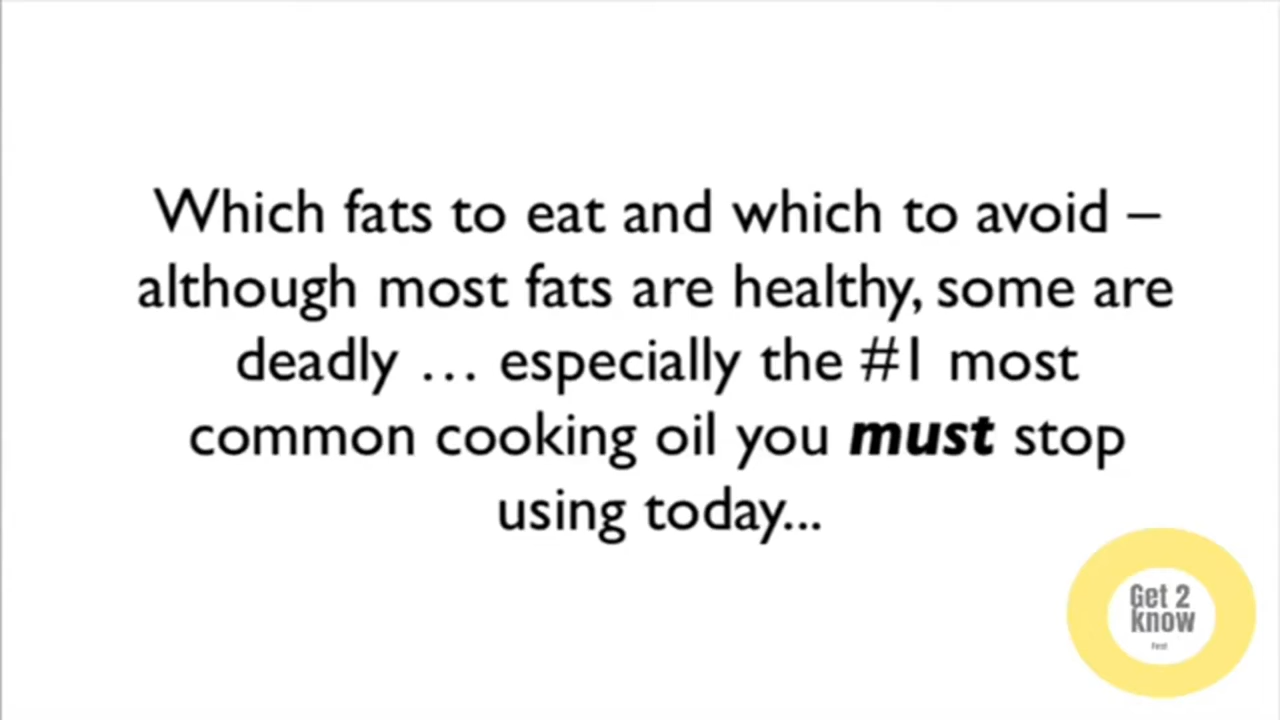 Which fats to eat and which to avoid –
although most fats are healthy, some are
deadly … especially the #1 most
common cooking oil you must stop
using today...
Get 2
know